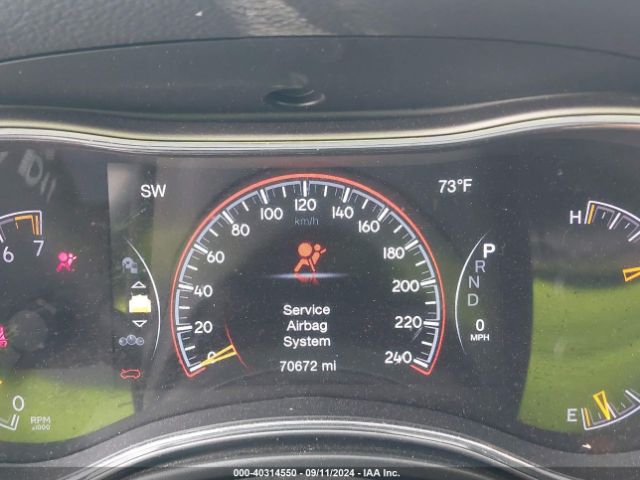 SW
73°F
120
100
140
km/h
80
160
60
180
40
200
20
220
0
240
Service
Airbag
System
70672 mi
6
7
0
RPM
x1000
P
R
N
D
0
MPH
H
E
000-40314550 - 09/11/2024 - IAA Inc.